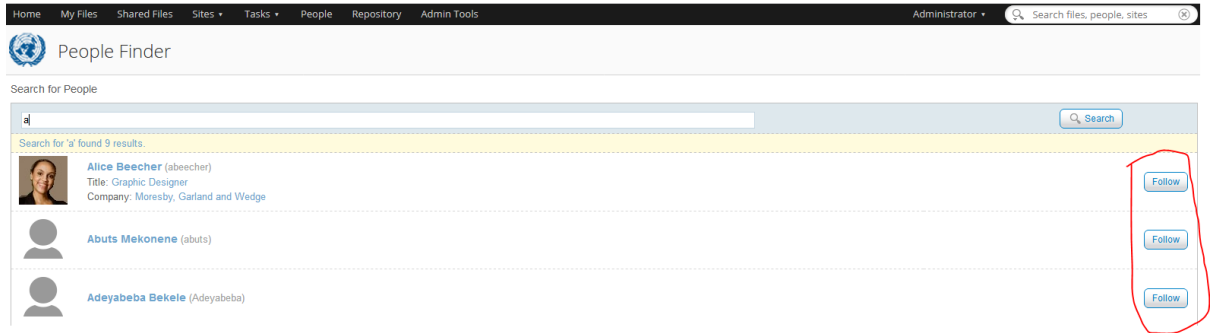 Home My Files Shared Files Sites Tasks People Repository Admin Tools Administrator Search files, people, sites
People Finder
Search for People
a Search
Search for 'a' found 9 results.
Alice Beecher (abeecher)
Title: Graphic Designer
Company: Moresby, Garland and Wedge
Follow
Abuts Mekonene (abuts) Follow
Adeyabeba Bekele (Adeyabeba) Follow